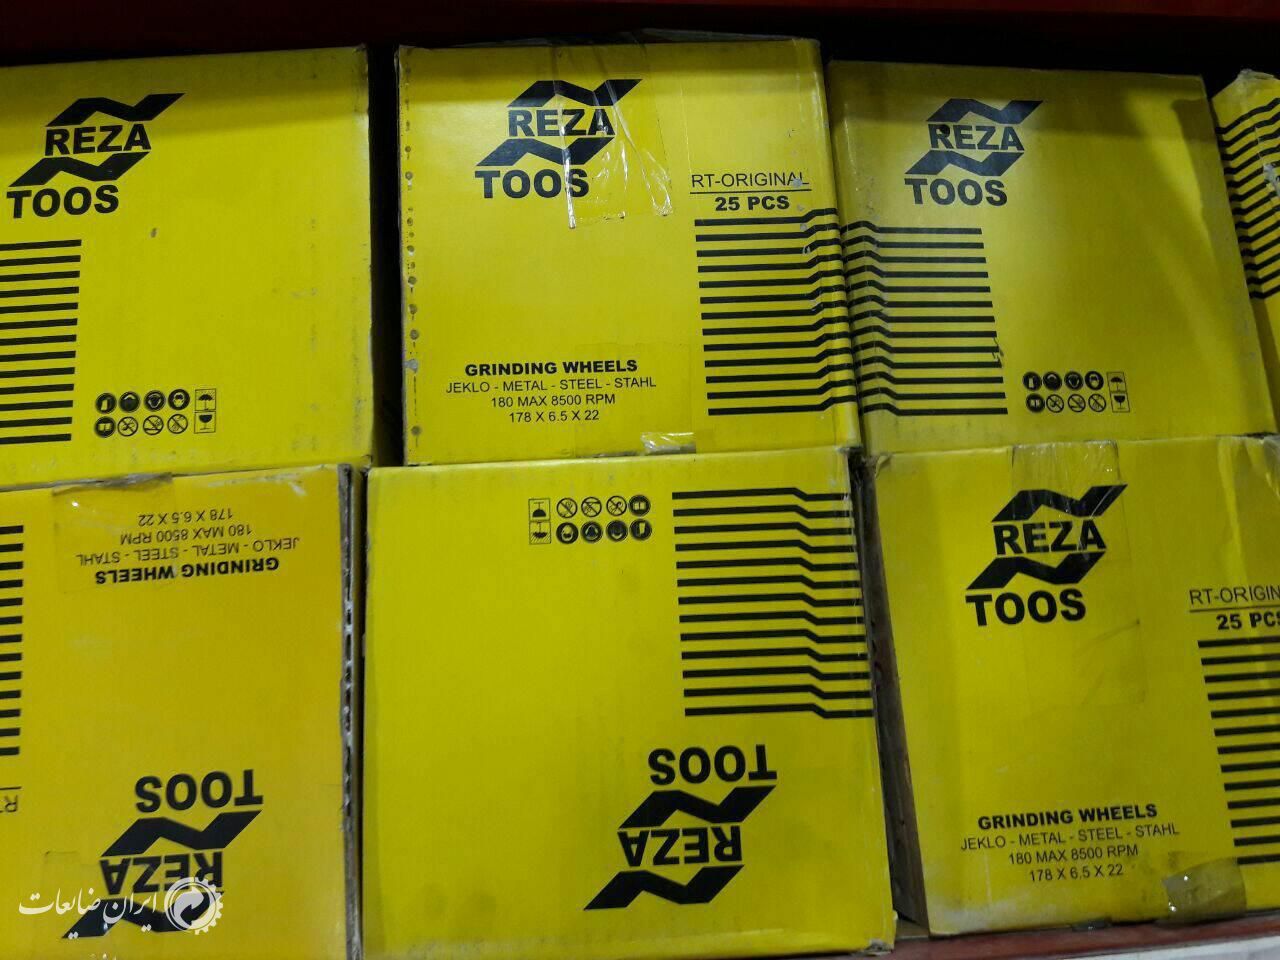 REZA
TOOS
REZA
TOOS
RT-ORIGINAL
25 PCS
GRINDING WHEELS
JEKLO - METAL - STEEL - STAHL
180 MAX 8500 RPM
178 X 6.5 X 22
REZA
TOOS
GRINDING WHEELS
JEKLO - METAL - STEEL - STAHL
180 MAX 8500 RPM
178 X 6.5 X 22
REZA
TOOS
REZA
TOOS
REZA
TOOS
RT-ORIGIN
25 PCS
GRINDING WHEELS
JEKLO - METAL - STEEL - STAHL
180 MAX 8500 RPM
178 X 6.5 X 22
ایران ضایعات